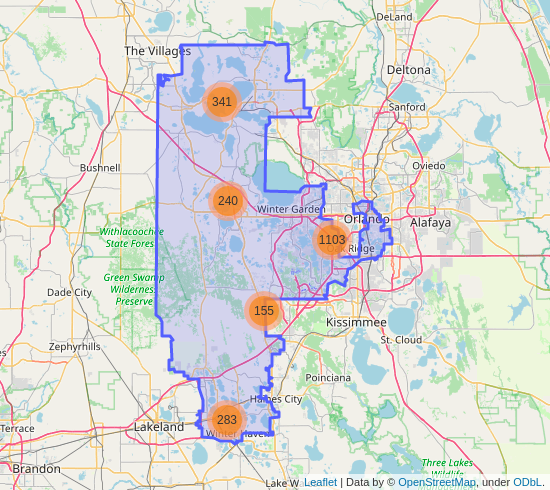 DeLand
The Villages
Deltona
341
Sanford
Bushnell
Oviedo
240
Winter Garden
Orlando
Alafaya
Withlacoochee
State Forest
1103
Ridge
Green Swamp
Wilderness
Preserve
Dade City
155
Kissimmee
St. Cloud
Zephyrhills
Poinciana
Haines City
283
Lakeland
Winter Haven
Terrace
Three Lakes
Wildlife
Brandon
Lake W
Leaflet | Data by © OpenStreetMap, under ODbL.